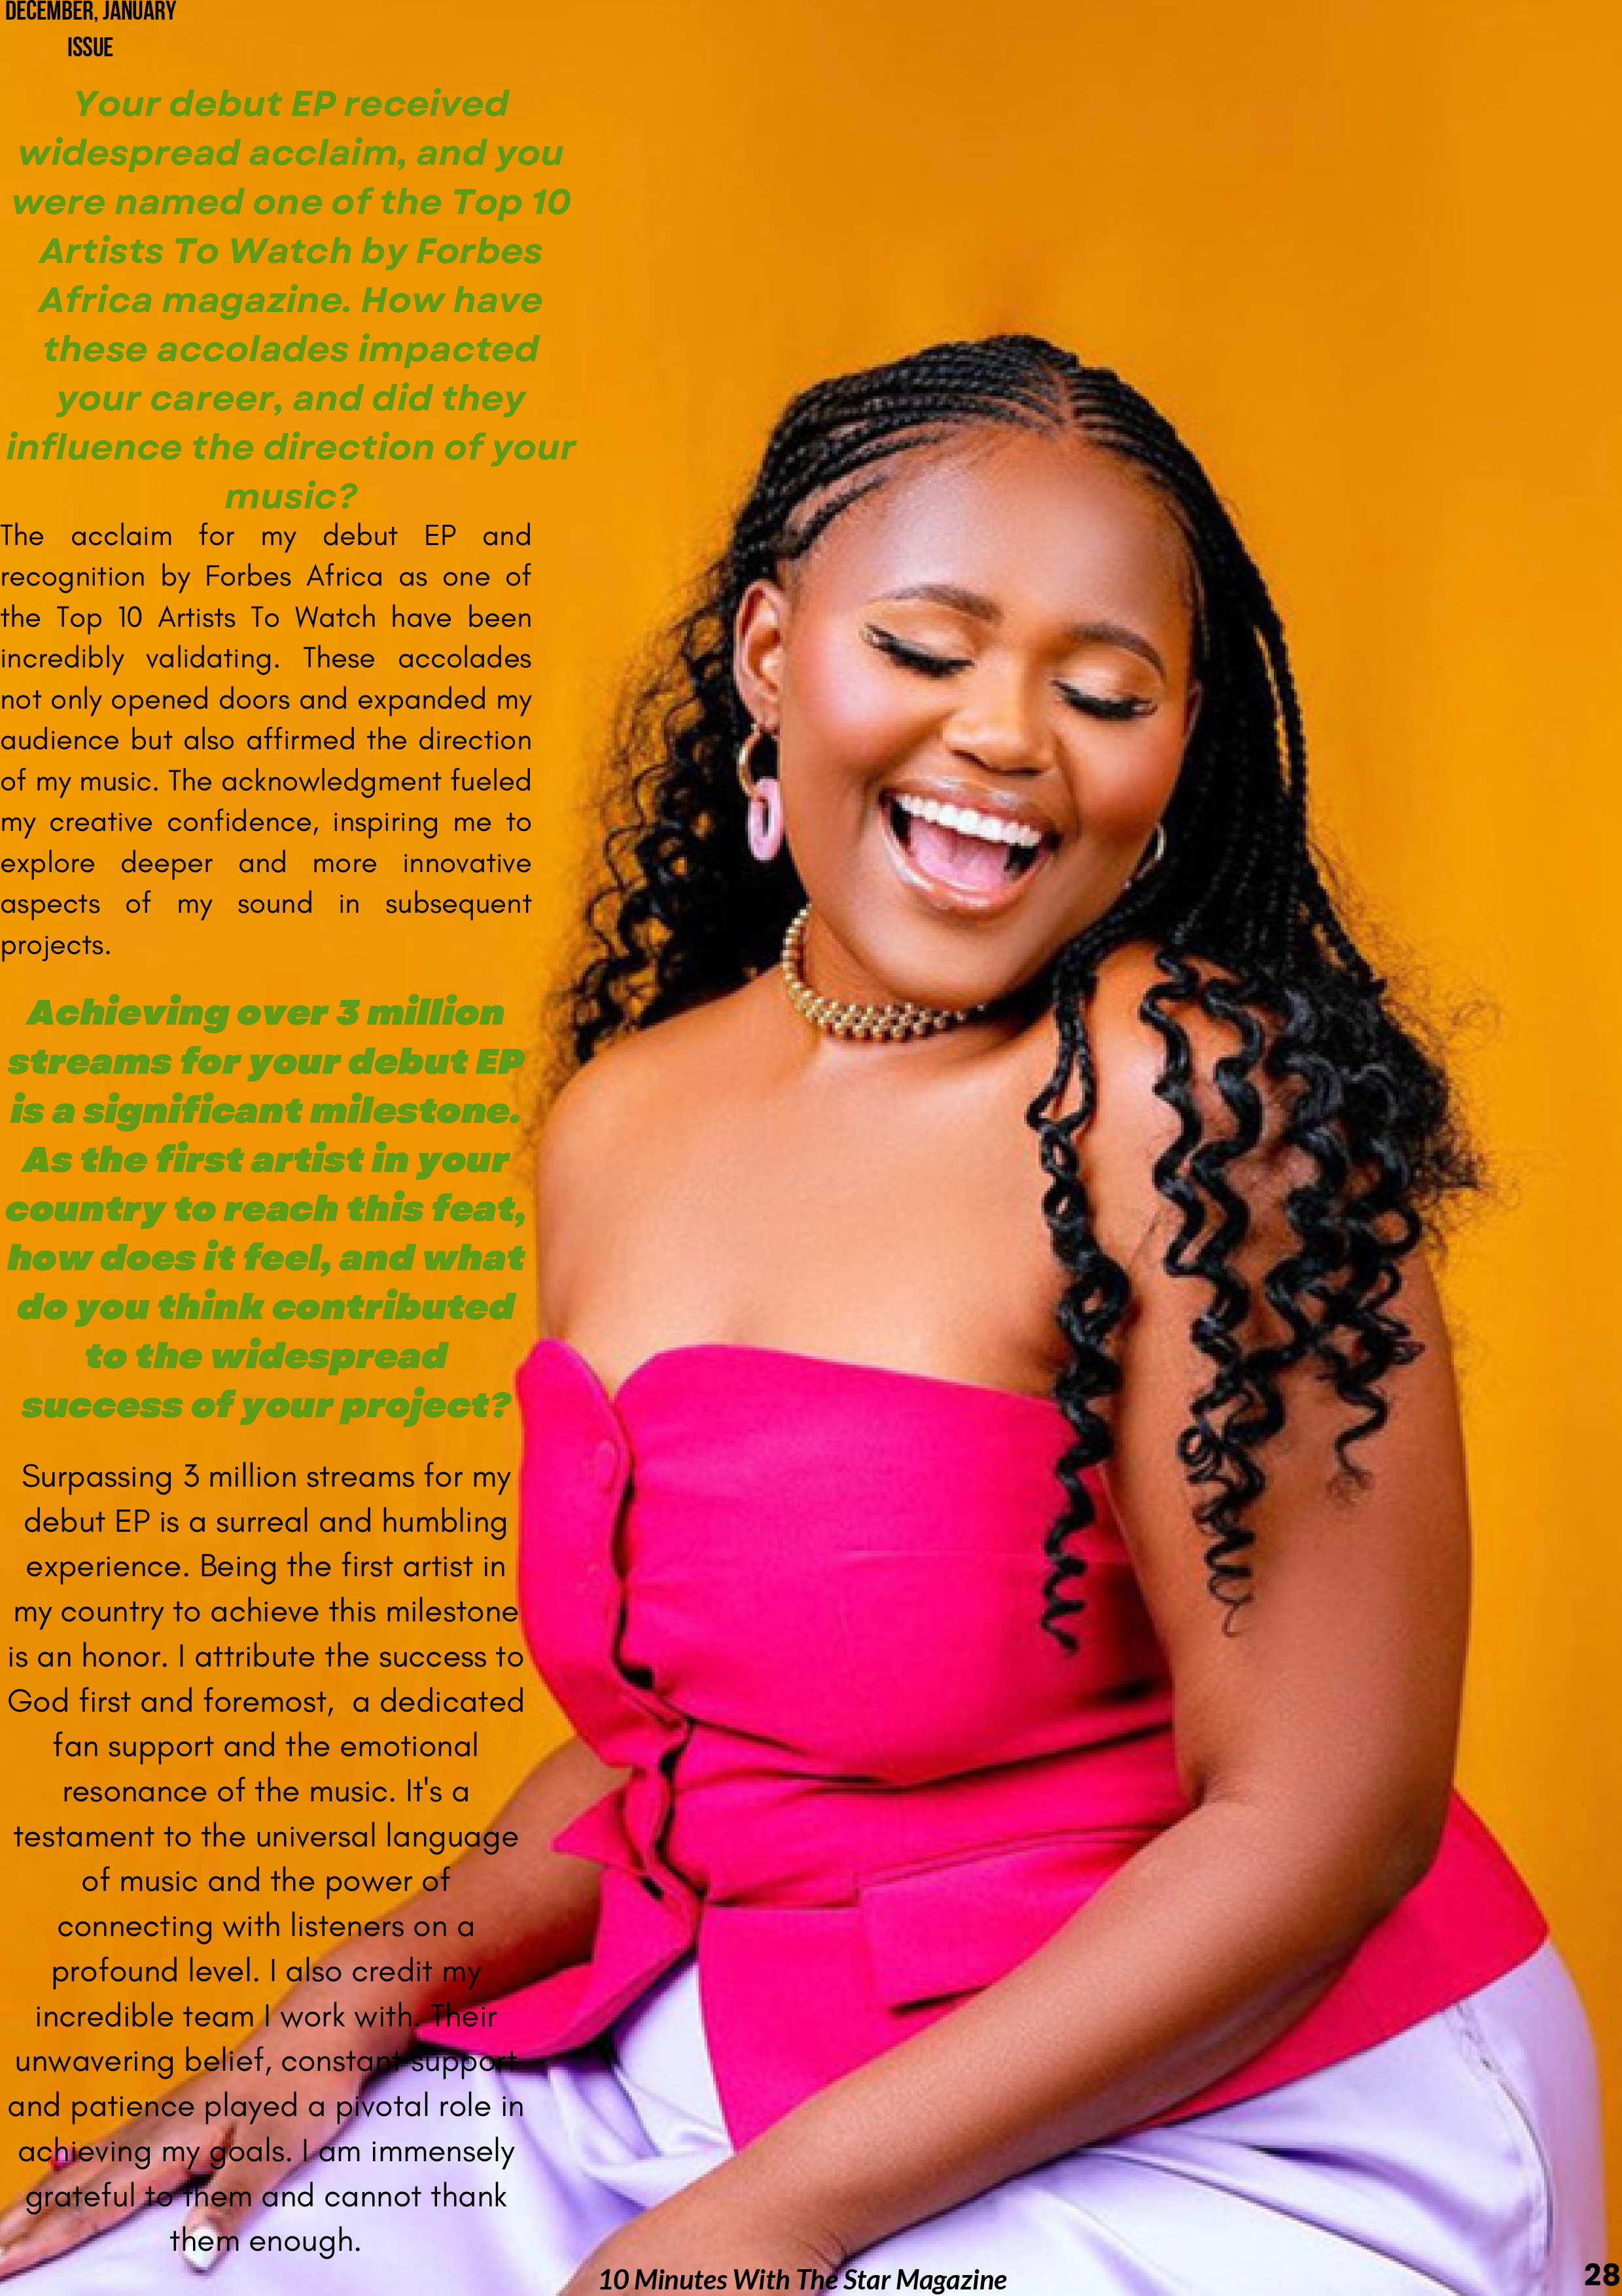 DECEMBER, JANUARY
ISSUE
Your debut EP received
widespread acclaim, and you
were named one of the Top 10
Artists To Watch by Forbes
Africa magazine. How have
these accolades impacted
your career, and did they
influence the direction of your
music?
The acclaim for my debut EP and
recognition by Forbes Africa as one of
the Top 10 Artists To Watch have been
incredibly validating. These accolades
not only opened doors and expanded my
audience but also affirmed the direction
of my music. The acknowledgment fueled
my creative confidence, inspiring me to
explore deeper and more innovative
aspects of my sound in subsequent
projects.
Achieving over 3 million
streams for your debut EP
is a significant milestone.
As the first artist in your
country to reach this feat,
how does it feel, and what
do you think contributed
to the widespread
success of your project?
Surpassing 3 million streams for my
debut EP is a surreal and humbling
experience. Being the first artist in
my country to achieve this milestone
is an honor. I attribute the success to
God first and foremost, a dedicated
fan support and the emotional
resonance of the music. It's a
testament to the universal language
of music and the power of
connecting with listeners on a
profound level. I also credit my
incredible team I work with. Their
unwavering belief, constant support
and patience played a pivotal role in
achieving my goals. I am immensely
grateful to them and cannot thank
them enough.
10 Minutes With The Star Magazine
28